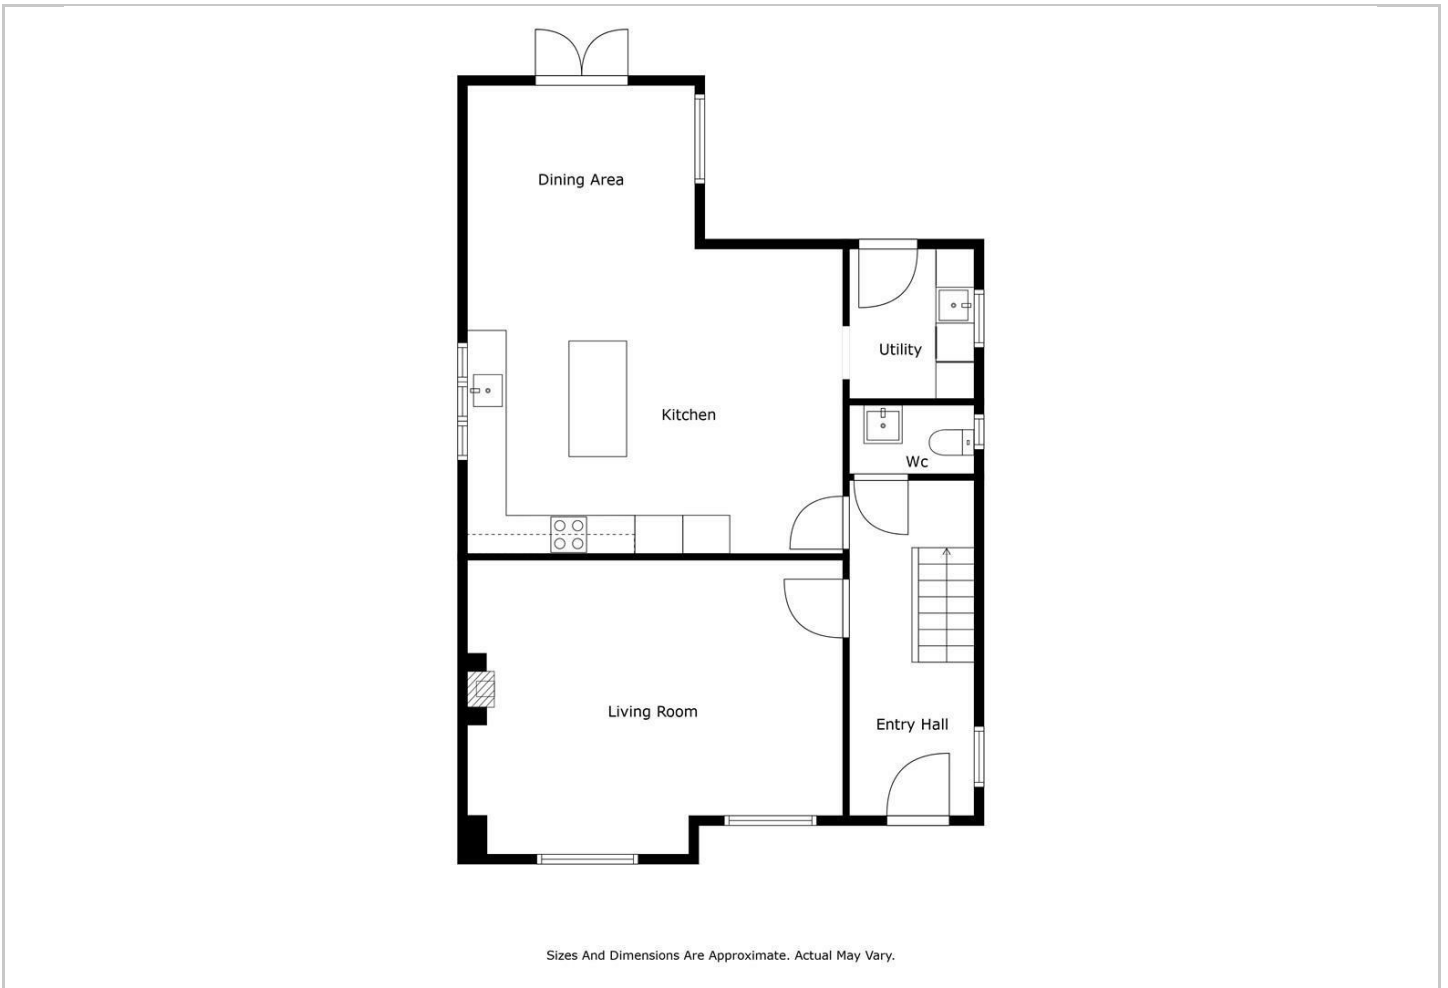 Dining Area
Utility
Kitchen
Wc
Living Room
Entry Hall
Sizes And Dimensions Are Approximate. Actual May Vary.